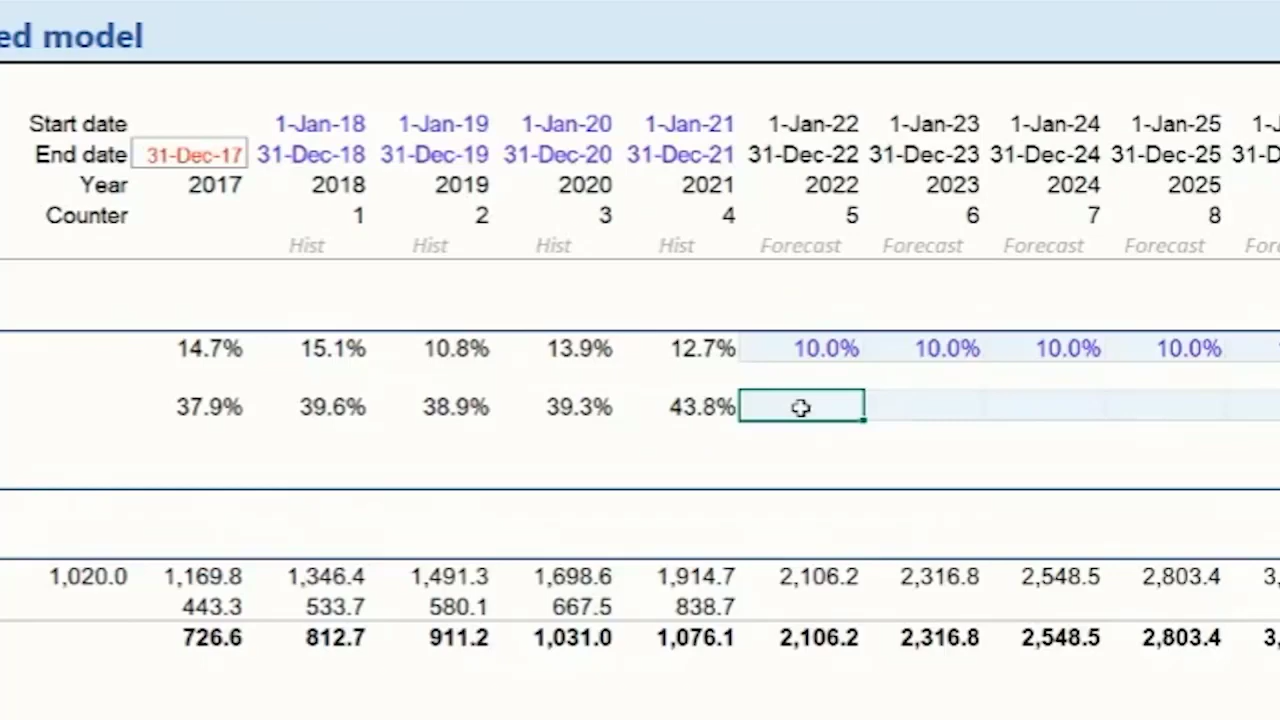 ed model
Start date 1-Jan-18 1-Jan-19 1-Jan-20 1-Jan-21 1-Jan-22 1-Jan-23 1-Jan-24 1-Jan-25 1-J
End date 31-Dec-17 31-Dec-18 31-Dec-19 31-Dec-20 31-Dec-21 31-Dec-22 31-Dec-23 31-Dec-24 31-Dec-25 31-D
Year 2017 2018 2019 2020 2021 2022 2023 2024 2025
Counter 1 2 3 4 5 6 7 8
Hist Hist Hist Hist Forecast Forecast Forecast Forecast Fore
14.7% 15.1% 10.8% 13.9% 12.7% 10.0% 10.0% 10.0% 10.0%
37.9% 39.6% 38.9% 39.3% 43.8%
1,020.0 1,169.8 1,346.4 1,491.3 1,698.6 1,914.7 2,106.2 2,316.8 2,548.5 2,803.4 3,
443.3 533.7 580.1 667.5 838.7
726.6 812.7 911.2 1,031.0 1,076.1 2,106.2 2,316.8 2,548.5 2,803.4 3,